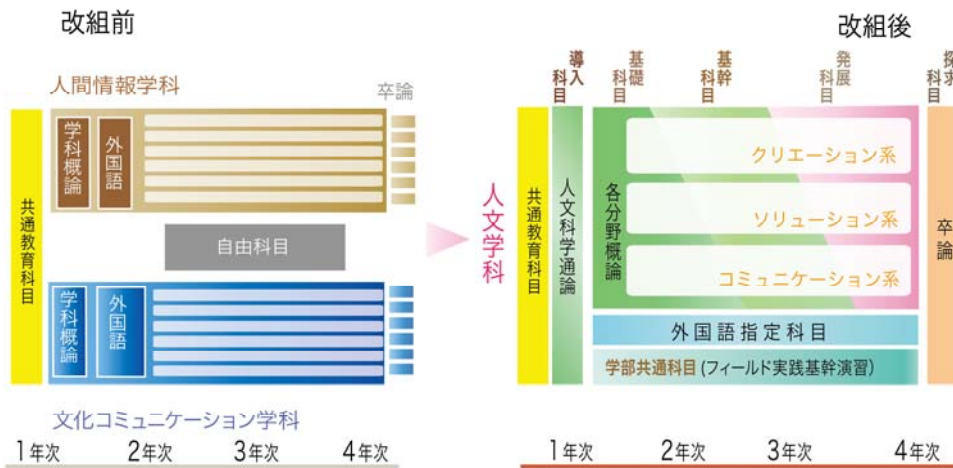 改組前
人間情報学科
卒論
共通教育科目
学科概論
外国語
自由科目
学科概論
外国語
文化コミュニケーション学科
1年次
2年次
3年次
4年次
改組後
導入科目
基礎科目
基幹科目
発展科目
探求科目
人文学科
共通教育科目
人文科学通論
各分野概論
クリエーション系
ソリューション系
コミュニケーション系
卒論
外国語指定科目
学部共通科目(フィールド実践基幹演習)
1年次
2年次
3年次
4年次